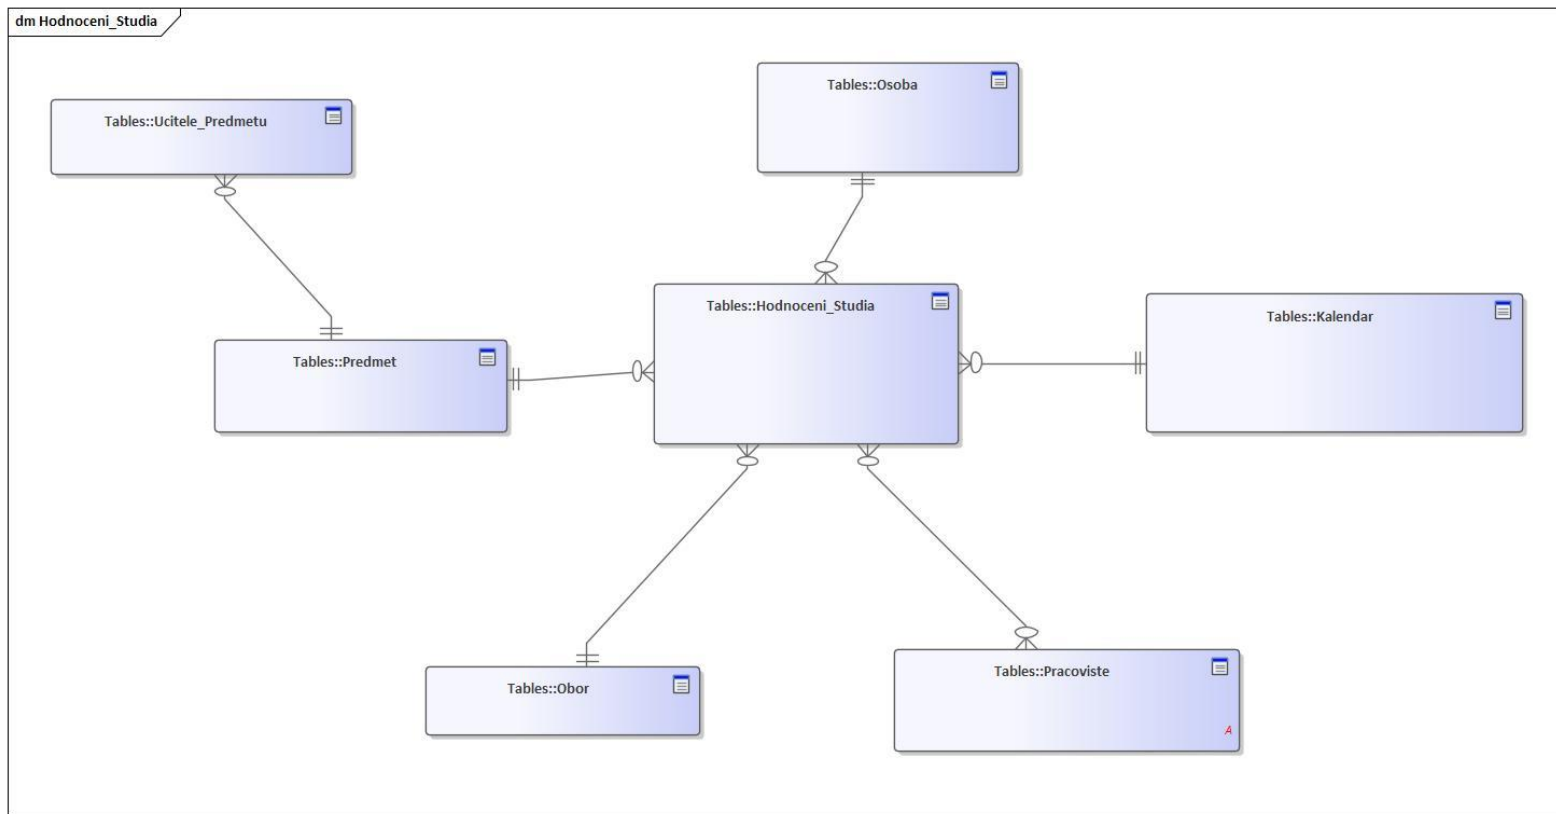 dm Hodnoceni_Studia
Tables::Osoba
Tables::Ucitele_Predmetu
Tables::Hodnoceni_Studia
Tables::Kalendar
Tables::Predmet
Tables::Obor
Tables::Pracoviste
A